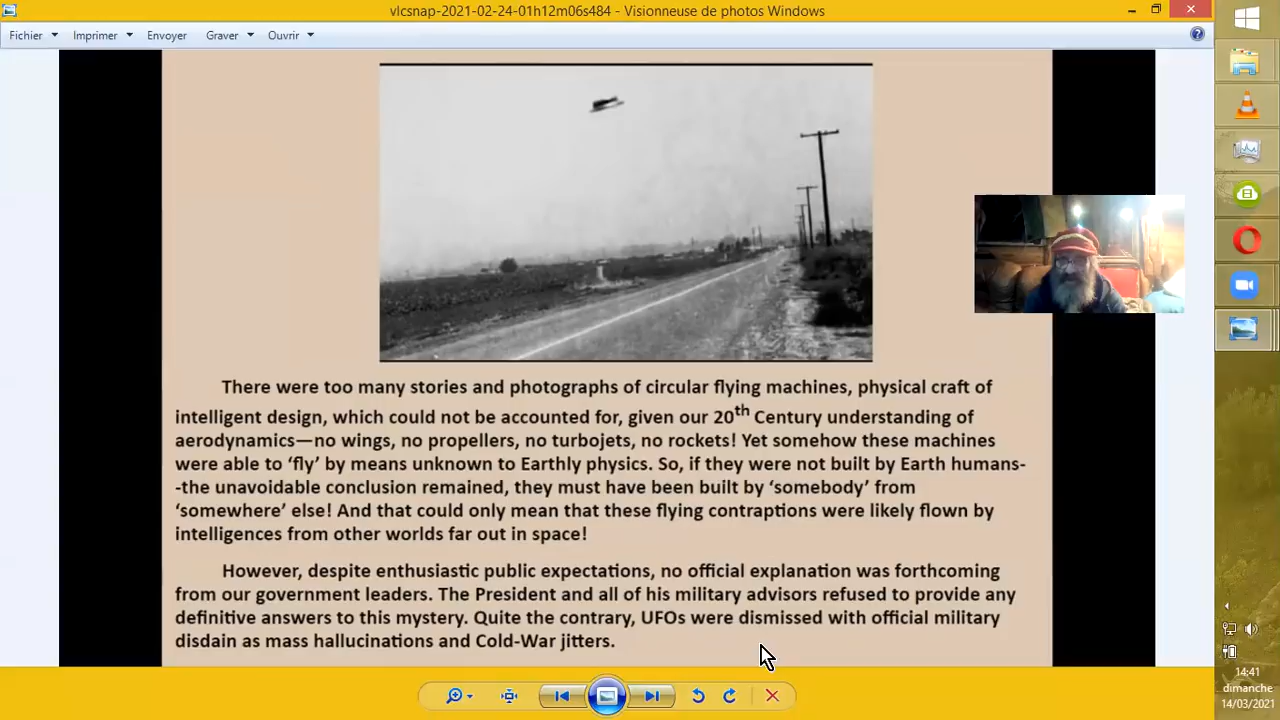 vlcsnap-2021-02-24-01h12m06s484 - Visionneuse de photos Windows
Fichier Imprimer Envoyer Graver Ouvrir
There were too many stories and photographs of circular flying machines, physical craft of
intelligent design, which could not be accounted for, given our 20th Century understanding of
aerodynamics—no wings, no propellers, no turbojets, no rockets! Yet somehow these machines
were able to ‘fly’ by means unknown to Earthly physics. So, if they were not built by Earth humans-
-the unavoidable conclusion remained, they must have been built by ‘somebody’ from
‘somewhere’ else! And that could only mean that these flying contraptions were likely flown by
intelligences from other worlds far out in space!
However, despite enthusiastic public expectations, no official explanation was forthcoming
from our government leaders. The President and all of his military advisors refused to provide any
definitive answers to this mystery. Quite the contrary, UFOs were dismissed with official military
disdain as mass hallucinations and Cold-War jitters.
14:41
dimanche
14/03/2021